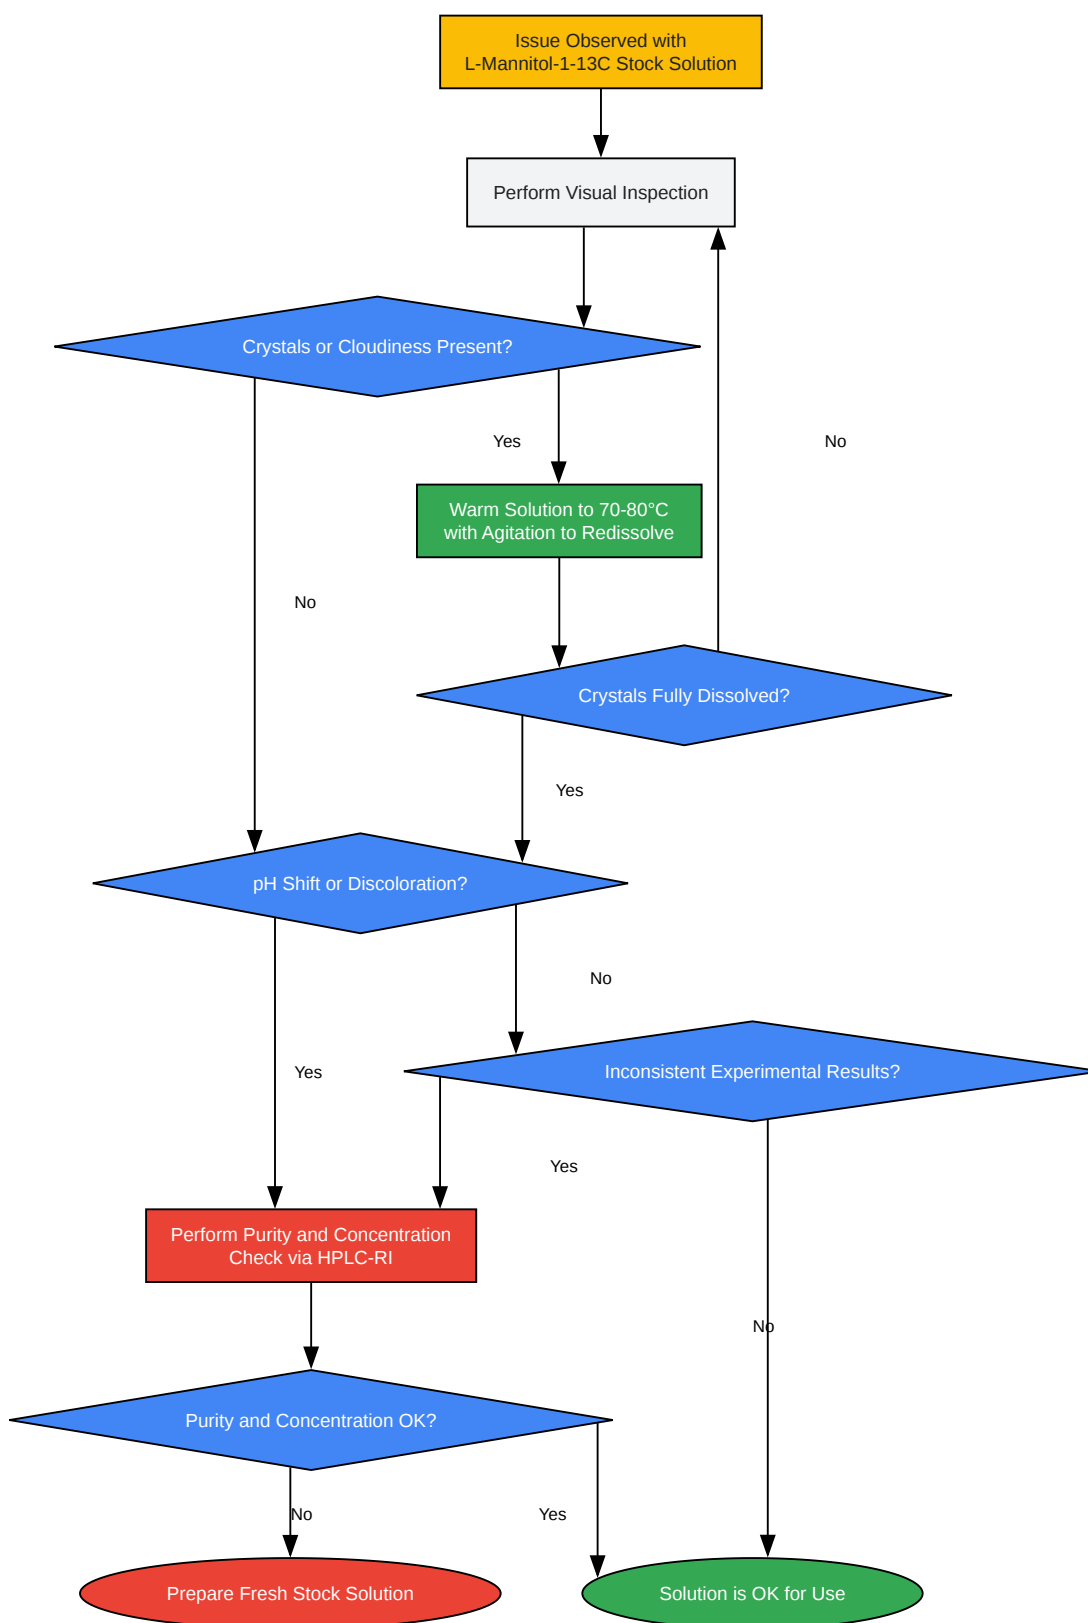 Issue Observed with
L-Mannitol-1-13C Stock Solution
Perform Visual Inspection
Crystals or Cloudiness Present?
Yes
No
Warm Solution to 70-80°C
with Agitation to Redissolve
No
Crystals Fully Dissolved?
Yes
pH Shift or Discoloration?
No
Yes
Inconsistent Experimental Results?
Yes
Perform Purity and Concentration
Check via HPLC-RI
No
Purity and Concentration OK?
No
Yes
Prepare Fresh Stock Solution
Solution is OK for Use